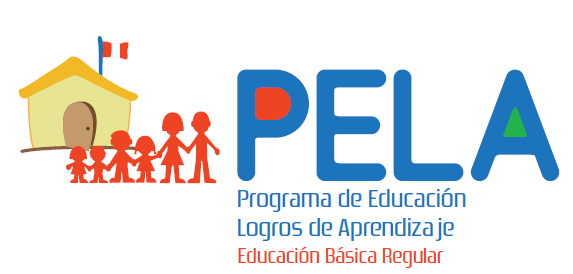 PELA
Programa de Educación
Logros de Aprendizaje
Educación Básica Regular